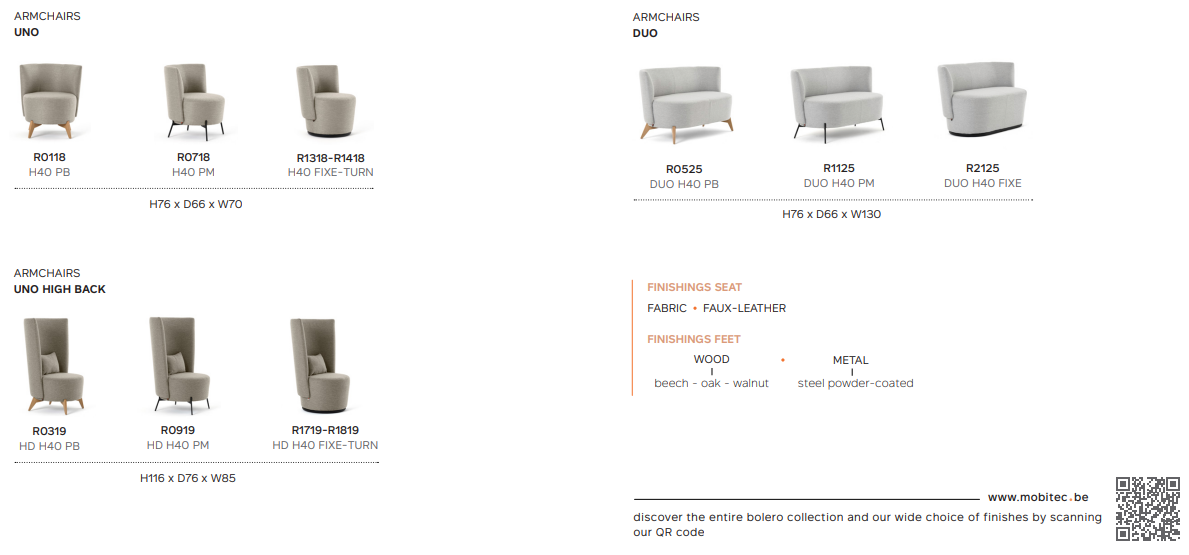 ARMCHAIRS
UNO
R0118
H40 PB
R0718
H40 PM
R1318-R1418
H40 FIXE-TURN
H76 x D66 x W70
ARMCHAIRS
DUO
R0525
DUO H40 PB
R1125
DUO H40 PM
R2125
DUO H40 FIXE
H76 x D66 x W130
ARMCHAIRS
UNO HIGH BACK
R0319
HD H40 PB
R0919
HD H40 PM
R1719-R1819
HD H40 FIXE-TURN
H116 x D76 x W85
FINISHINGS SEAT
FABRIC • FAUX-LEATHER
FINISHINGS FEET
WOOD • METAL
beech - oak - walnut
steel powder-coated
www.mobitec.be
discover the entire bolero collection and our wide choice of finishes by scanning
our QR code